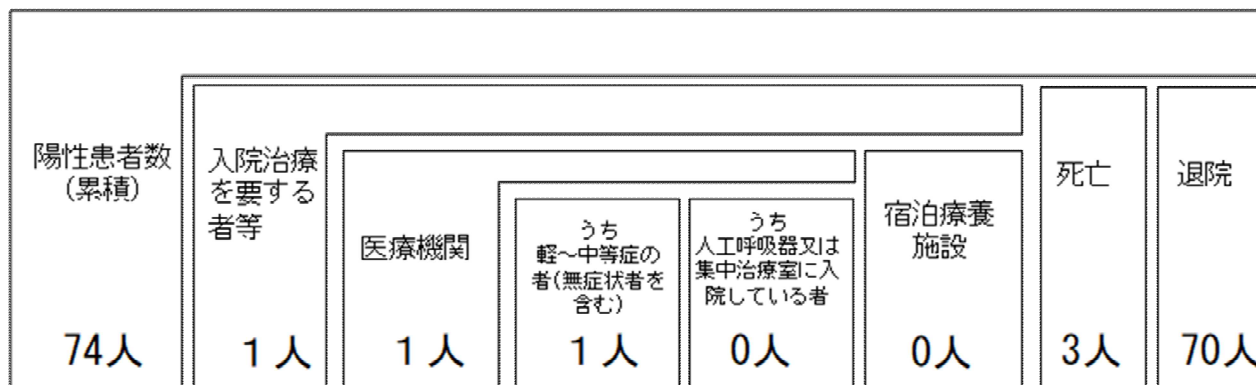 陽性患者数
(累積)
74人
入院治療
を要する
者等
1人
医療機関
1人
うち
軽～中等症の
者(無症状者を
含む)
1人
うち
人工呼吸器又は
集中治療室に入
院している者
0人
宿泊療養
施設
0人
死亡
3人
退院
70人